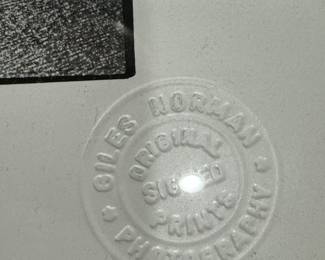 GILES NORMAN
PHOTOGRAPHY
ORIGINAL
SIGNED
PRINTS